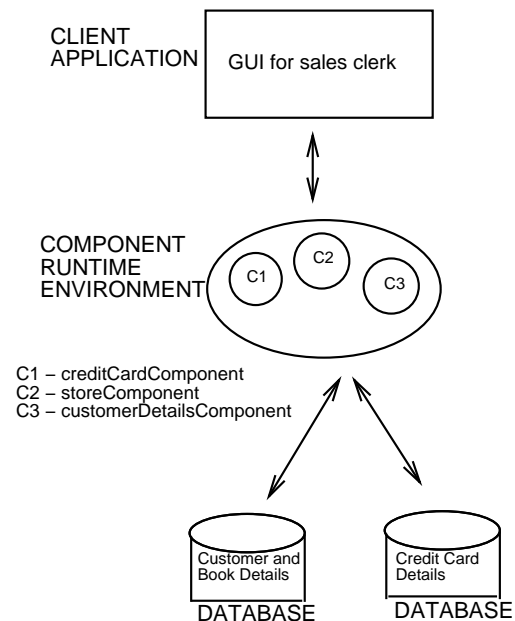 CLIENT
APPLICATION
GUI for sales clerk
COMPONENT
RUNTIME
ENVIRONMENT
C1
C2
C3
C1 – creditCardComponent
C2 – storeComponent
C3 – customerDetailsComponent
Customer and
Book Details
DATABASE
Credit Card
Details
DATABASE